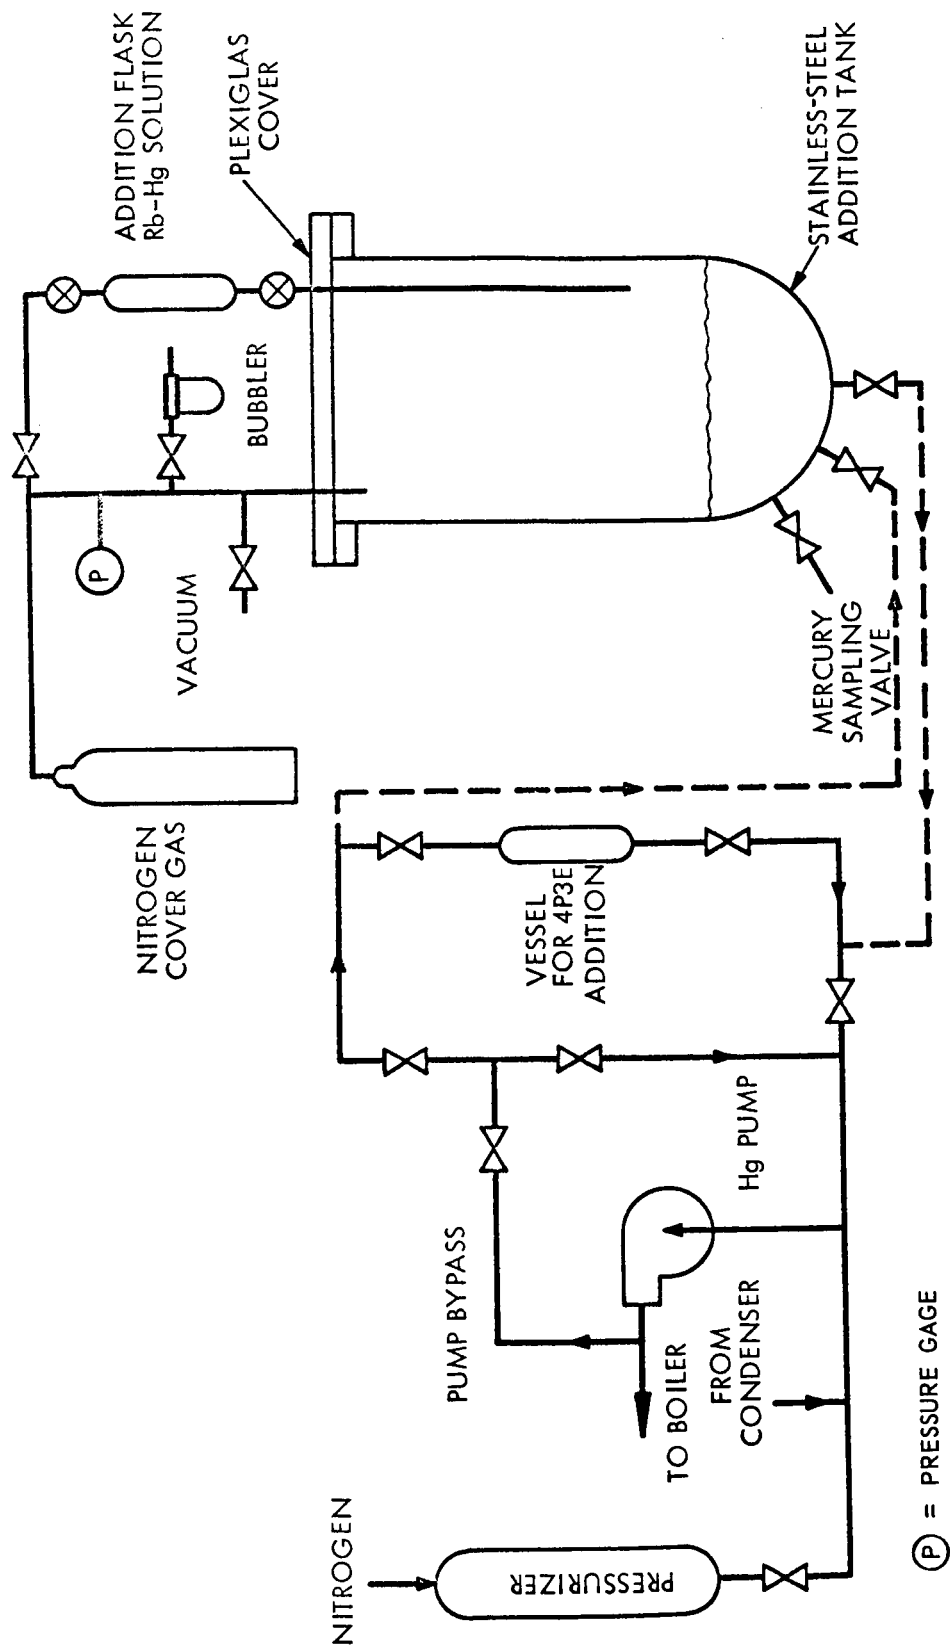 ADDITION FLASK
Rb-Hg SOLUTION
PLEXIGLAS
COVER
BUBBLER
STAINLESS-STEEL
ADDITION TANK
VACUUM
MERCURY
SAMPLING
VALVE
P
NITROGEN
COVER GAS
VESSEL
FOR 4P3E
ADDITION
Hg PUMP
PUMP BYPASS
TO BOILER
FROM
CONDENSER
NITROGEN
PRESSURIZER
P = PRESSURE GAGE